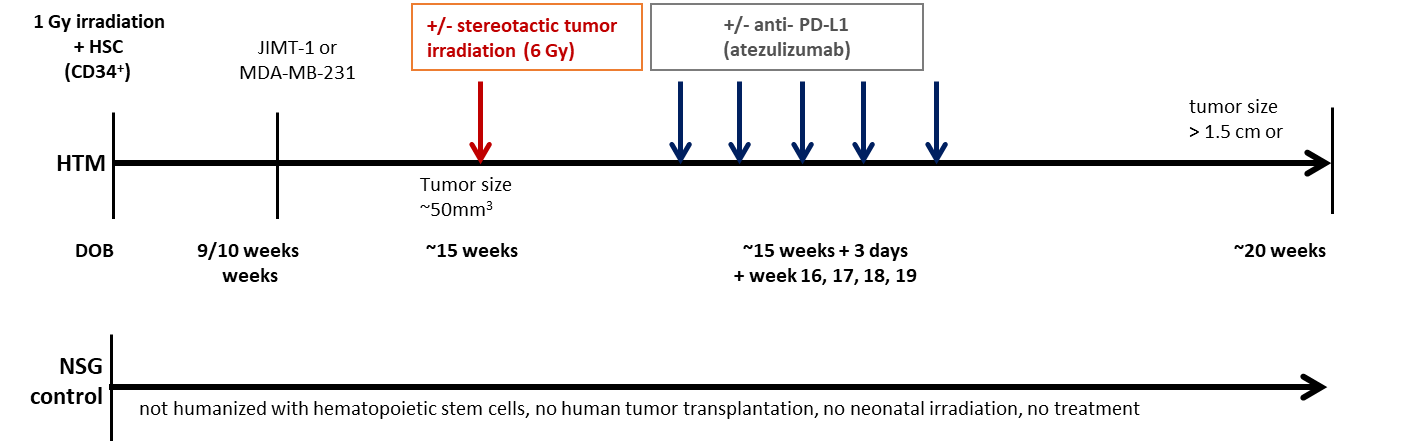 1 Gy irradiation
+ HSC
(CD34⁺)
JIMT-1 or
MDA-MB-231
+/- stereotactic tumor
irradiation (6 Gy)
+/- anti- PD-L1
(atezulizumab)
tumor size
> 1.5 cm or
HTM
Tumor size
~50mm³
DOB
9/10 weeks
weeks
~15 weeks
~15 weeks + 3 days
+ week 16, 17, 18, 19
~20 weeks
NSG
control
not humanized with hematopoietic stem cells, no human tumor transplantation, no neonatal irradiation, no treatment